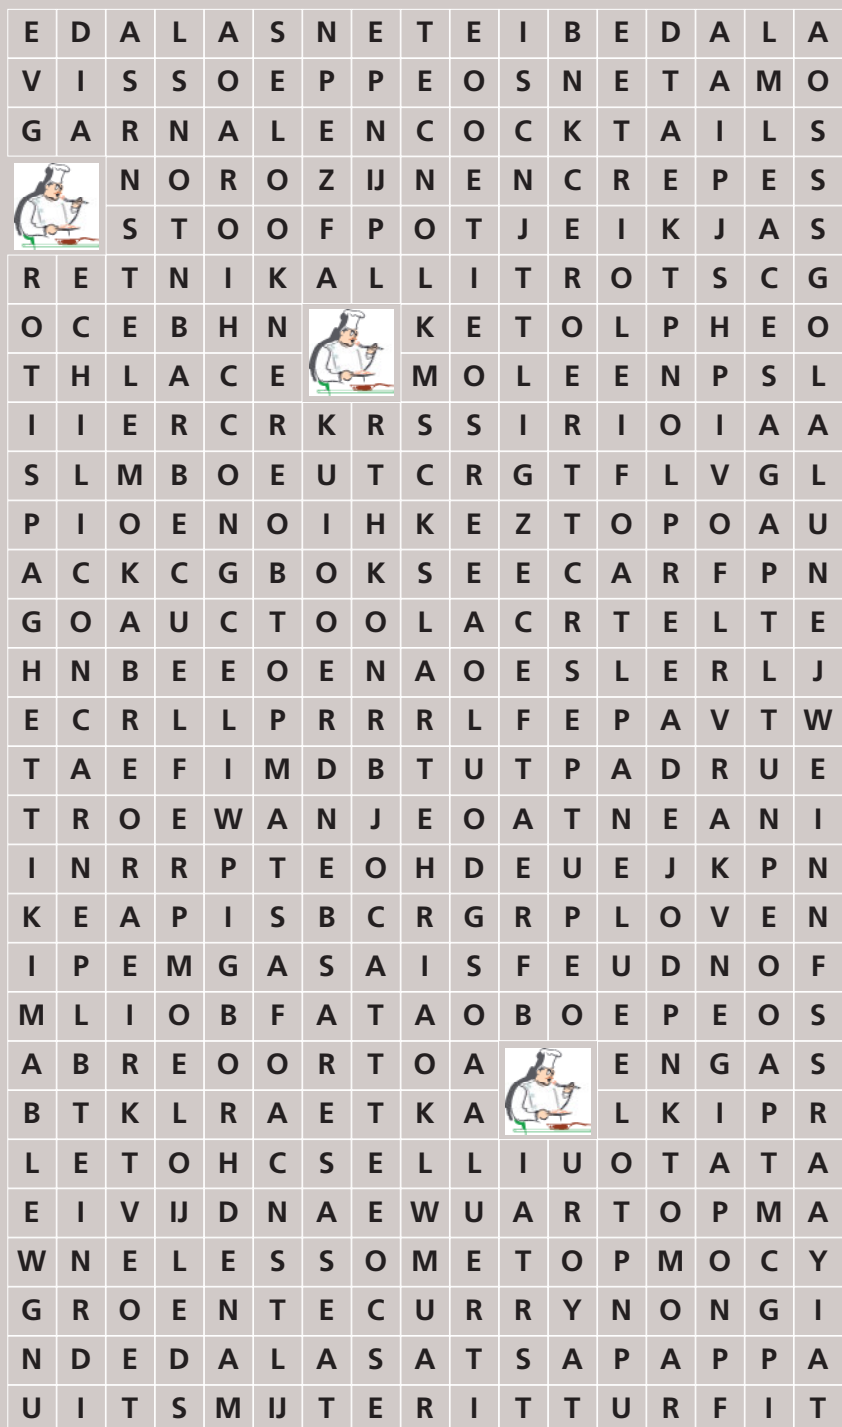 E D A L A S N E T E I B E D A L A
V I S S O E P P E O S N E T A M O
G A R N A L E N C O C K T A I L S
N O R O Z IJ N E N C R E P E S
S T O O F P O T J E I K J A S
R E T N I K A L L I T R O T S C G
O C E B H N K E T O L P H E O
T H L A C E M O L E E N P S L
I I E R C R K R S S I R I O I A A
S L M B O E U T C R G T F L V G L
P I O E N O I H K E Z T O P O A U
A C K C G B O K S E E C A R F P N
G O A U C T O O L A C R T E L T E
H N B E E O E N A O E S L E R L J
E C R L L P R R R L F E P A V T W
T A E F I M D B T U T P A D R U E
T R O E W A N J E O A T N E A N I
I N R R P T E O H D E U E J K P N
K E A P I S B C R G R P L O V E N
I P E M G A S A I S F E U D N O F
M L I O B F A T A O B O E P E O S
A B R E O O R T O A E N G A S
B T K L R A E T K A L K I P R
L E T O H C S E L L I U O T A T A
E I V IJ D N A E W U A R T O P M A
W N E L E S S O M E T O P M O C Y
G R O E N T E C U R R Y N O N G I
N D E D A L A S A T S A P A P P A
U I T S M IJ T E R I T T U R F I T